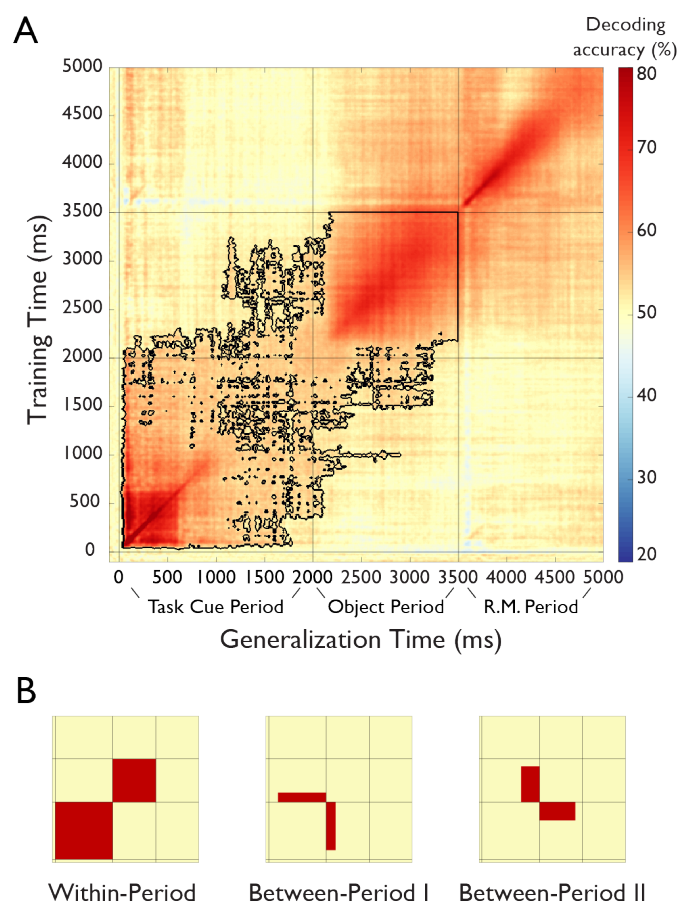 A
Decoding
accuracy (%)
5000
4500
4000
3500
3000
2500
2000
1500
1000
500
0
Training Time (ms)
80
70
60
50
40
30
20
0 500 1000 1500 2000 2500 3000 3500 4000 4500 5000
Task Cue Period Object Period R.M. Period
Generalization Time (ms)
B
Within-Period Between-Period I Between-Period II